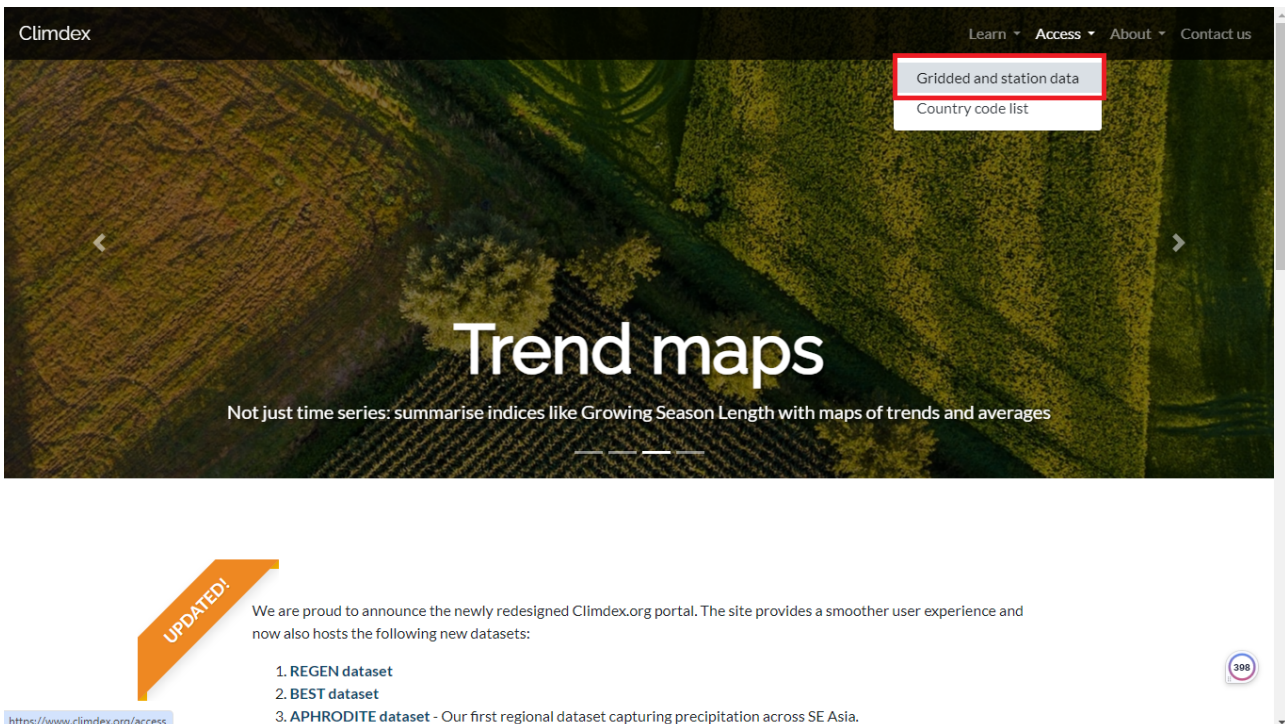 Climdex
Learn Access About Contact us
Gridded and station data
Country code list
Trend maps
Not just time series: summarise indices like Growing Season Length with maps of trends and averages
UPDATED!
We are proud to announce the newly redesigned Climdex.org portal. The site provides a smoother user experience and
now also hosts the following new datasets:
1. REGEN dataset
2. BEST dataset
3. APHRODITE dataset - Our first regional dataset capturing precipitation across SE Asia.
398
https://www.climdex.org/access